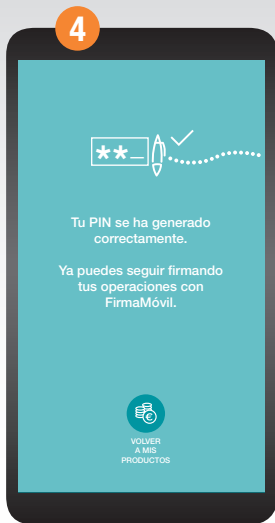 4
**_
Tu PIN se ha generado
correctamente.
Ya puedes seguir firmando
tus operaciones con
FirmaMóvil.
€
VOLVER
A MIS
PRODUCTOS